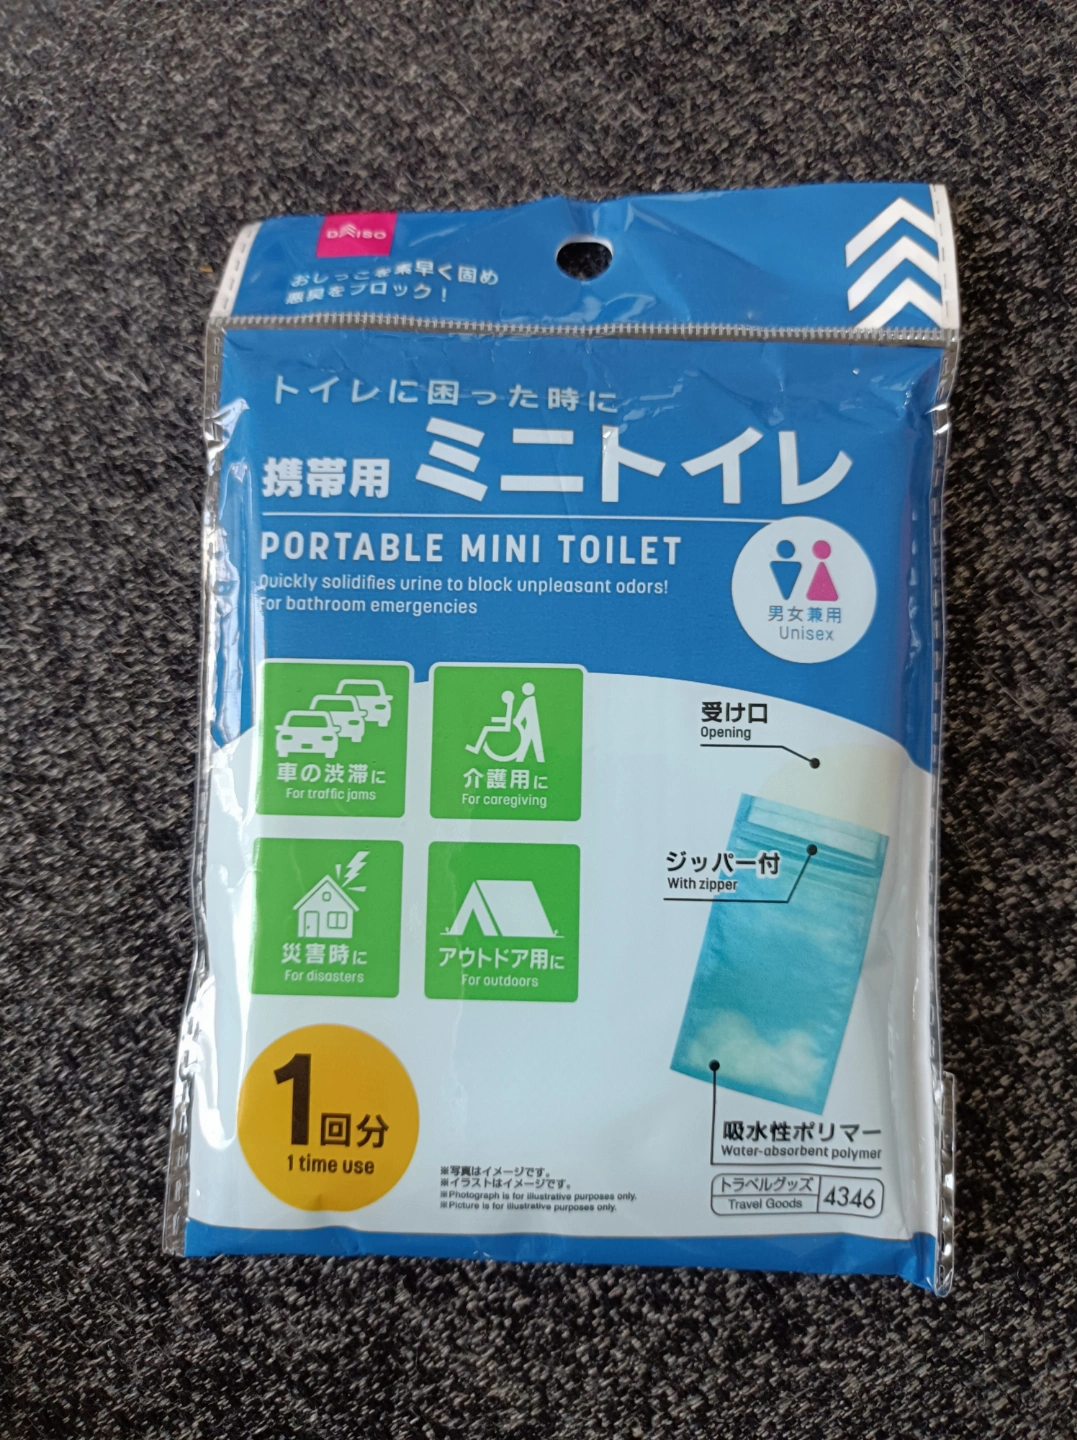 DAISO
おしっこを素早く固め
悪臭をブロック!
トイレに困った時に
携帯用 ミニトイレ
PORTABLE MINI TOILET
Quickly solidifies urine to block unpleasant odors!
For bathroom emergencies
男女兼用
Unisex
車の渋滞に
For traffic jams
介護用に
For caregiving
災害時に
For disasters
アウトドア用に
For outdoors
受け口
Opening
ジッパー付
With zipper
吸水性ポリマー
Water-absorbent polymer
1回分
1 time use
※写真はイメージです。
※イラストはイメージです。
※Photograph is for illustrative purposes only.
※Picture is for illustrative purposes only.
トラベルグッズ
Travel Goods
4346